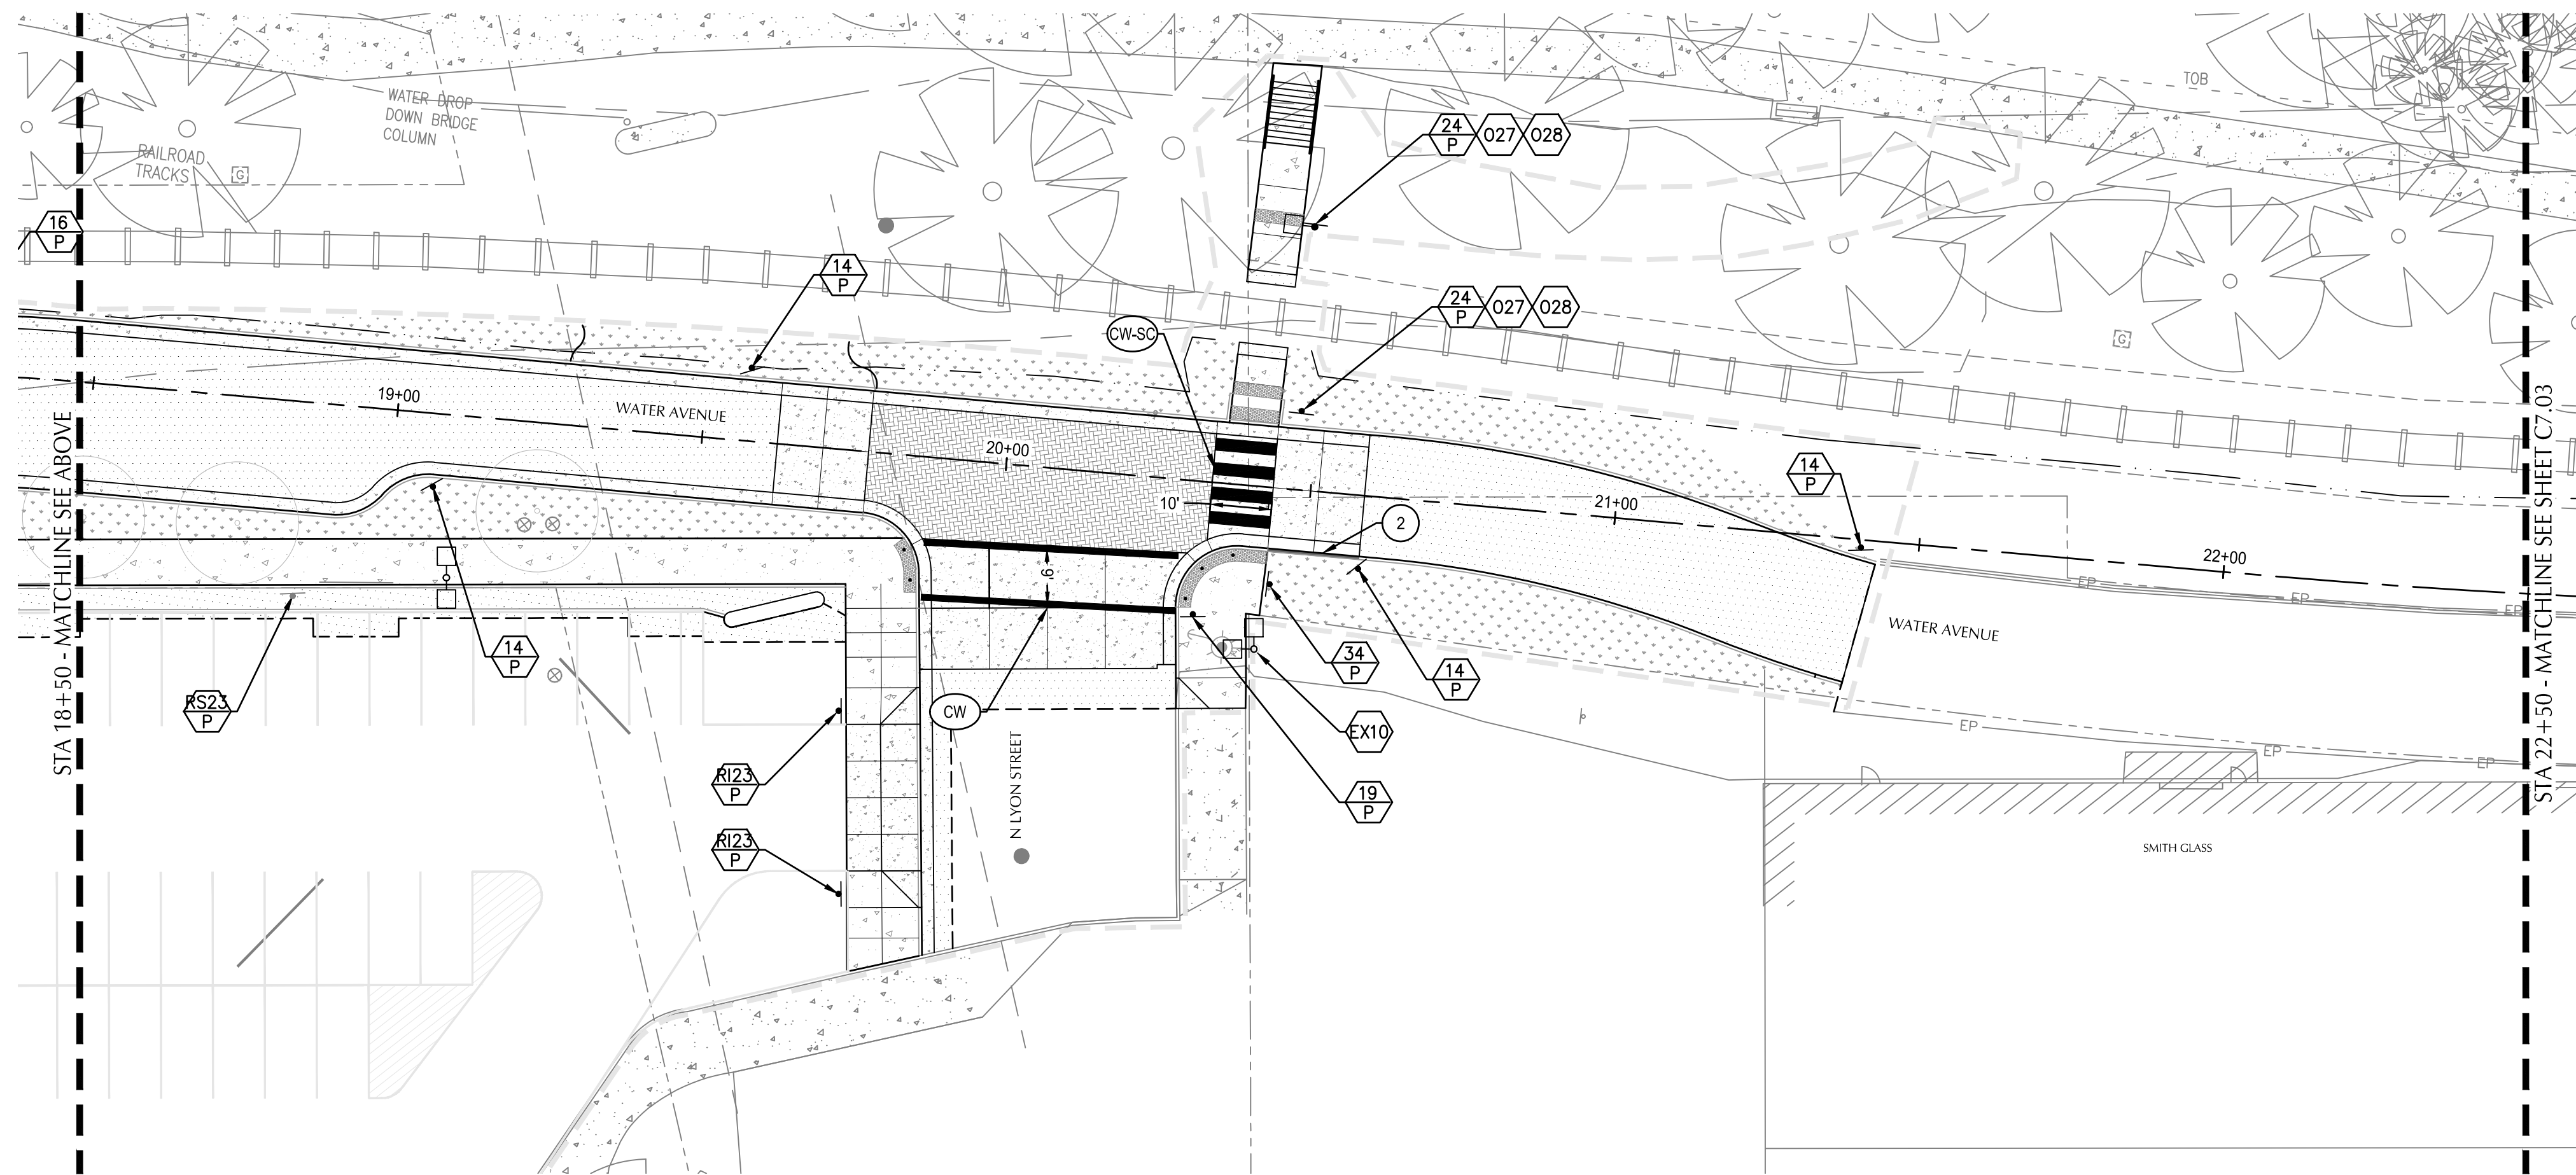 TOB
WATER DROP
DOWN BRIDGE
COLUMN
RAILROAD
TRACKS
G
24
P
027
028
16
P
14
P
24
P
027
028
CW-SC
G
19+00
WATER AVENUE
20+00
10'
21+00
2
14
P
22+00
STA 18+50 - MATCHLINE SEE ABOVE
STA 22+50 - MATCHLINE SEE SHEET C7.03
9'
EP
EP
EP
WATER AVENUE
14
P
34
P
14
P
RS23
P
CW
EX10
EP
EP
EP
N LYON STREET
RI23
P
19
P
RI23
P
SMITH GLASS